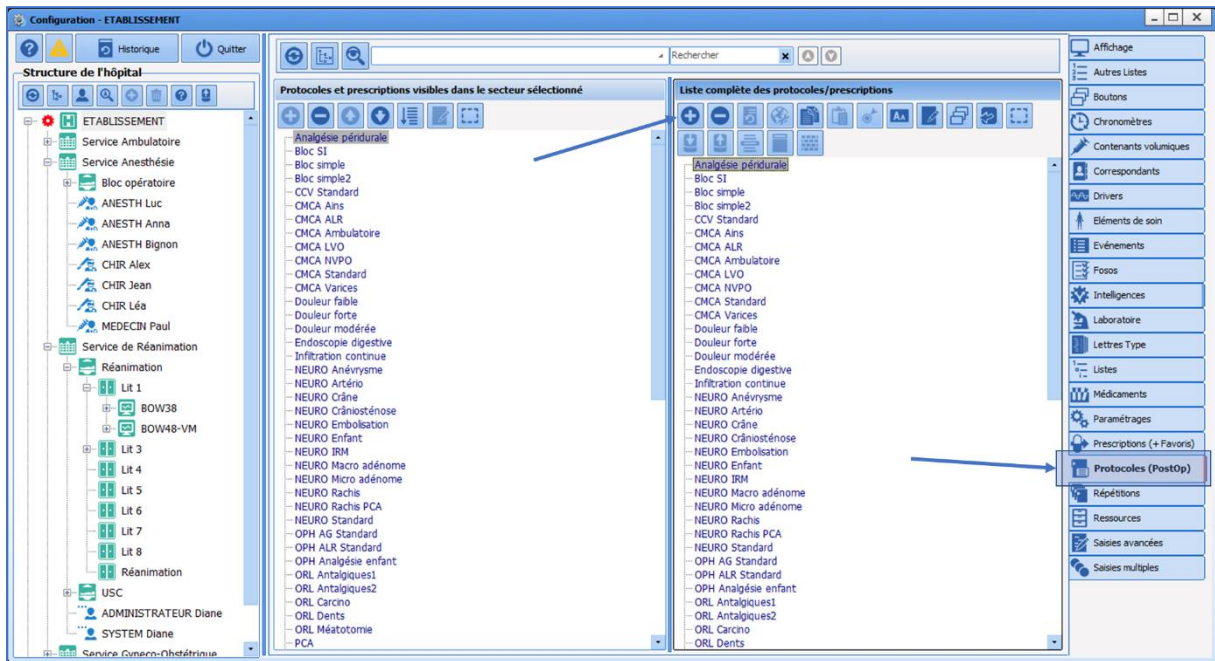 Configuration - ETABLISSEMENT
Historique
Quitter
Structure de l'hôpital
ETABLISSEMENT
Service Ambulatoire
Service Anesthésie
Bloc opératoire
ANESTH Luc
ANESTH Anna
ANESTH Bignon
CHIR Alex
CHIR Jean
CHIR Léa
MEDECIN Paul
Service de Réanimation
Réanimation
Lit 1
BOW38
BOW48-VM
Lit 3
Lit 4
Lit 5
Lit 6
Lit 7
Lit 8
Réanimation
USC
ADMINISTRATEUR Diane
SYSTEM Diane
Service Gyneco-Obstétrique
Rechercher
Protocoles et prescriptions visibles dans le secteur sélectionné
Analgésie péridurale
Bloc SI
Bloc simple
Bloc simple2
CCV Standard
CMCA Ains
CMCA ALR
CMCA Ambulatoire
CMCA LVO
CMCA NVPO
CMCA Standard
CMCA Varices
Douleur faible
Douleur forte
Douleur modérée
Endoscopie digestive
Infiltration continue
NEURO Anévrysme
NEURO Artério
NEURO Crâne
NEURO Crâniosténose
NEURO Embolisation
NEURO Enfant
NEURO IRM
NEURO Macro adénome
NEURO Micro adénome
NEURO Rachis
NEURO Rachis PCA
NEURO Standard
OPH AG Standard
OPH ALR Standard
OPH Analgésie enfant
ORL Antalgiques1
ORL Antalgiques2
ORL Carcino
ORL Dents
ORL Méatotomie
PCA
Liste complète des protocoles/prescriptions
Analgésie péridurale
Bloc SI
Bloc simple
Bloc simple2
CCV Standard
CMCA Ains
CMCA ALR
CMCA Ambulatoire
CMCA LVO
CMCA NVPO
CMCA Standard
CMCA Varices
Douleur faible
Douleur forte
Douleur modérée
Endoscopie digestive
Infiltration continue
NEURO Anévrysme
NEURO Artério
NEURO Crâne
NEURO Crâniosténose
NEURO Embolisation
NEURO Enfant
NEURO IRM
NEURO Macro adénome
NEURO Micro adénome
NEURO Rachis
NEURO Rachis PCA
NEURO Standard
OPH AG Standard
OPH ALR Standard
OPH Analgésie enfant
ORL Antalgiques1
ORL Antalgiques2
ORL Carcino
ORL Dents
Affichage
Autres Listes
Boutons
Chronomètres
Contenants volumiques
Correspondants
Drivers
Eléments de soin
Evénements
Fosos
Intelligences
Laboratoire
Lettres Type
Listes
Médicaments
Paramétrages
Prescriptions (+ Favoris)
Protocoles (PostOp)
Répétitions
Ressources
Saisies avancées
Saisies multiples